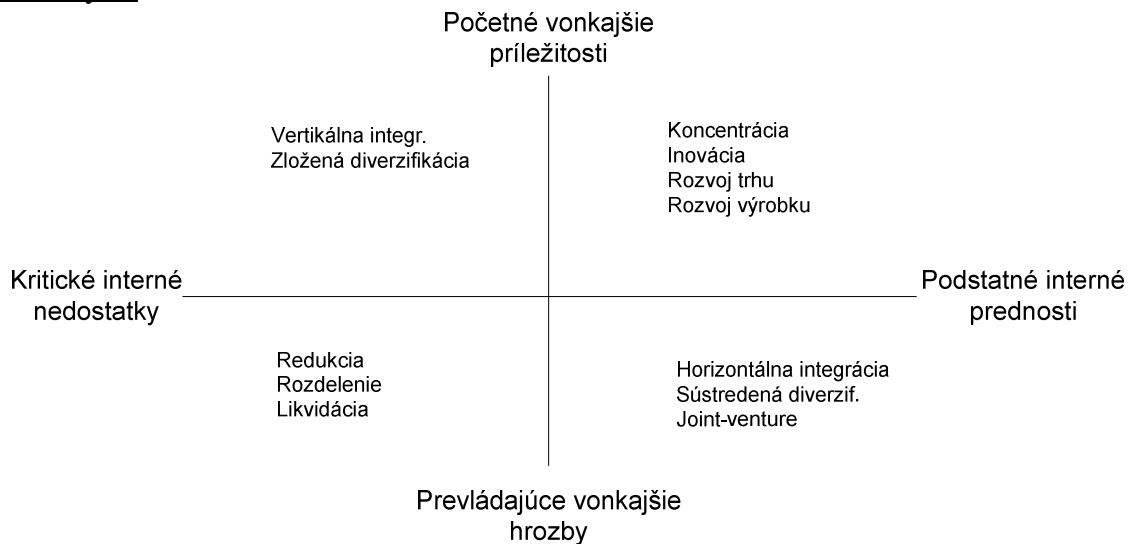 Početné vonkajšie
príležitosti
Vertikálna integr.
Zložená diverzifikácia
Koncentrácia
Inovácia
Rozvoj trhu
Rozvoj výrobku
Kritické interné
nedostatky
Podstatné interné
prednosti
Redukcia
Rozdelenie
Likvidácia
Horizontálna integrácia
Sústredená diverzif.
Joint-venture
Prevládajúce vonkajšie
hrozby